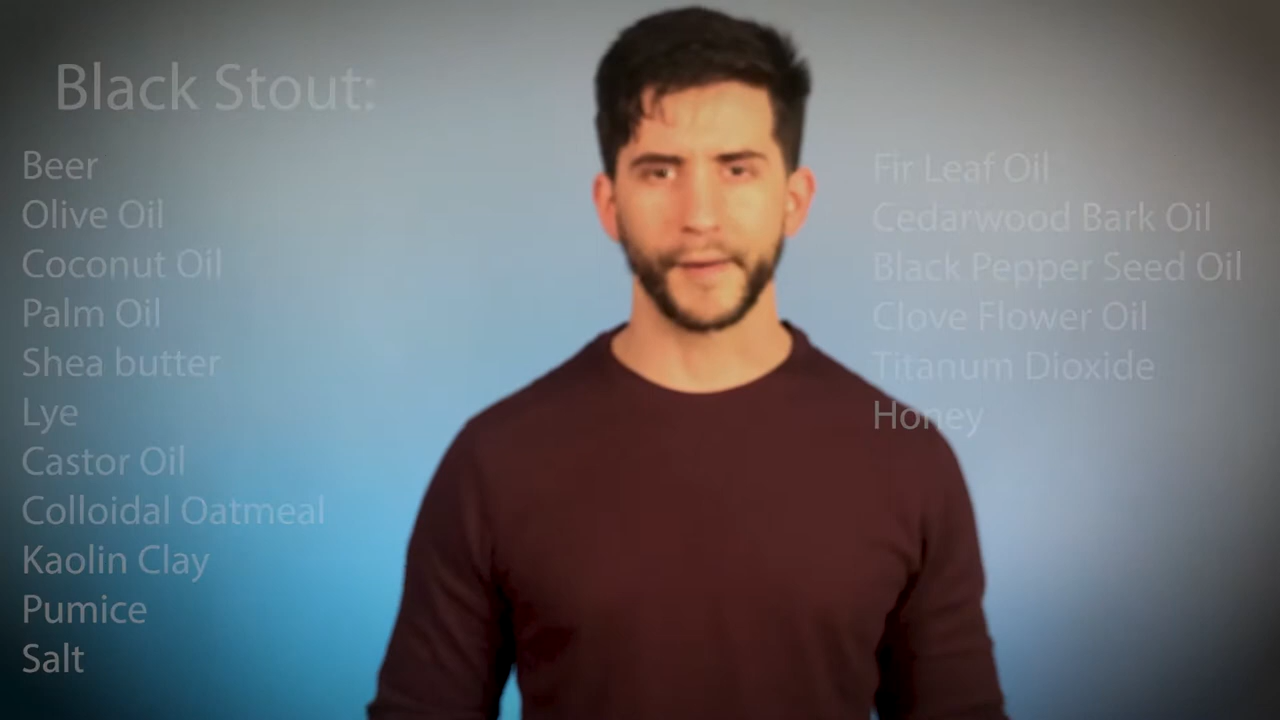 Black Stout:
Beer
Olive Oil
Coconut Oil
Palm Oil
Shea butter
Lye
Castor Oil
Colloidal Oatmeal
Kaolin Clay
Pumice
Salt
Fir Leaf Oil
Cedarwood Bark Oil
Black Pepper Seed Oil
Clove Flower Oil
Titanum Dioxide
Honey